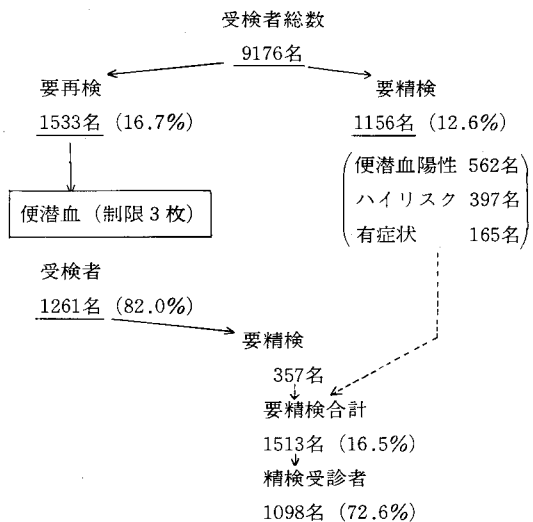 受検者総数
9176名
要再検
1533名 (16.7%)
要精検
1156名 (12.6%)
便潜血陽性 562名
ハイリスク 397名
有症状 165名
便潜血 (制限3枚)
受検者
1261名 (82.0%)
要精検
357名
要精検合計
1513名 (16.5%)
精検受診者
1098名 (72.6%)